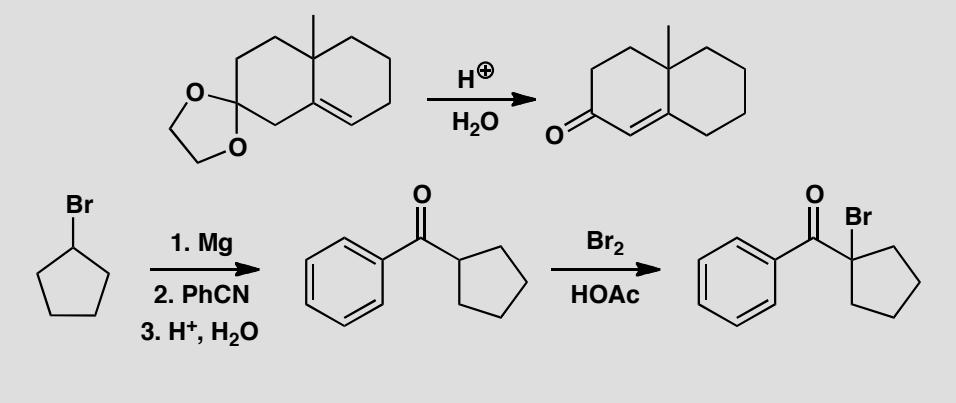 O
O
H⊕
H₂O
O
Br
1. Mg
2. PhCN
3. H⁺, H₂O
O
Br₂
HOAc
O
Br